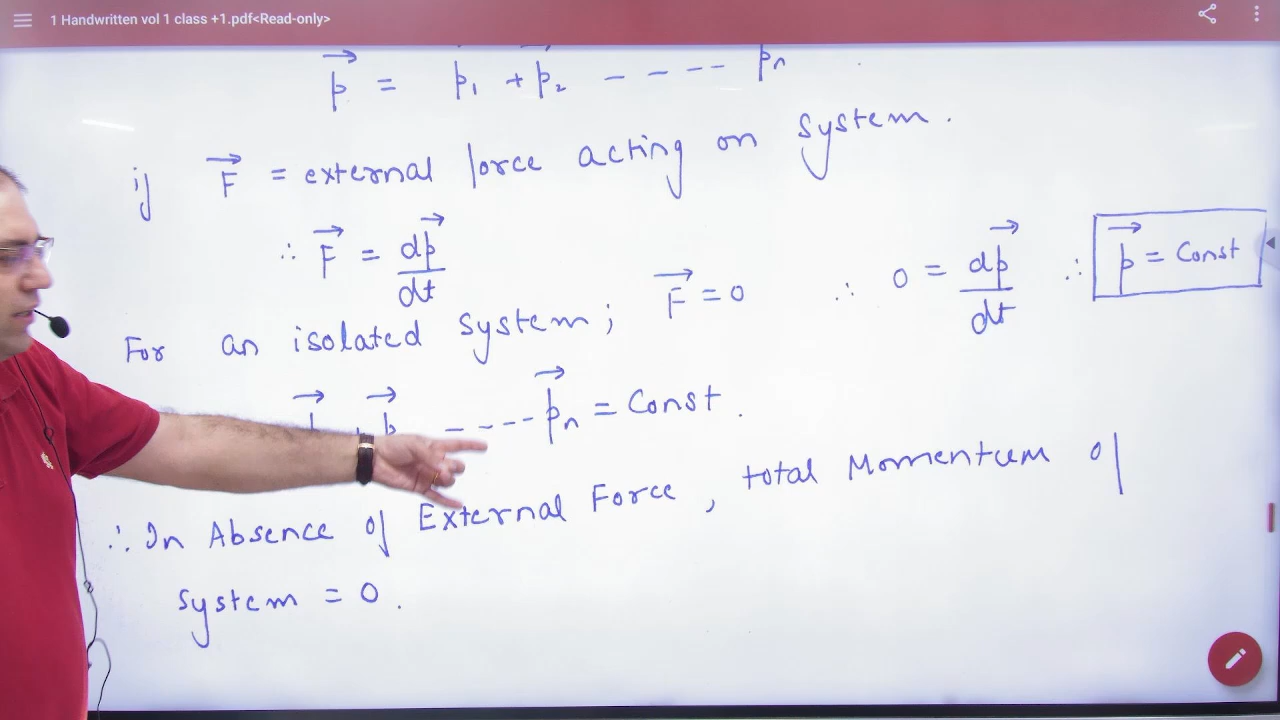 1 Handwritten vol 1 class +1.pdf<Read-only>
p⃗ = p₁ + p⃗₂ - - - - pₙ
if F⃗ = external force acting on system.
∴ F⃗ = dp⃗/dt
For an isolated system; F⃗ = 0 ∴ 0 = dp⃗/dt ∴ p⃗ = Const
- - - - p⃗ₙ = Const.
∴ In Absence of External Force, total Momentum of
system = 0.